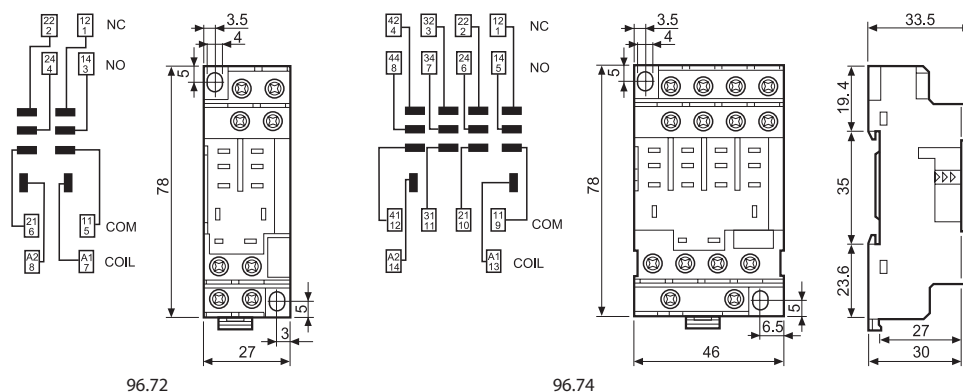 22 2 12 1 NC
24 4 14 3 NO
21 6 11 5 COM
A2 8 A1 7 COIL
3.5
4
5
78
5
3
27
96.72
42 4 32 3 22 2 12 1 NC
44 8 34 7 24 6 14 5 NO
41 12 31 11 21 10 11 9 COM
A2 14 A1 13 COIL
3.5
4
5
78
5
6.5
46
96.74
33.5
19.4
35
23.6
27
30